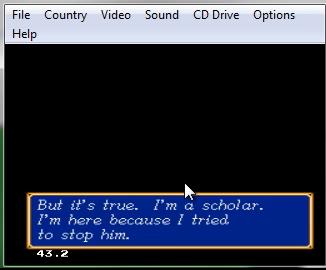 File Country Video Sound CD Drive Options
Help
But it's true. I'm a scholar.
I'm here because I tried
to stop him.
43.2